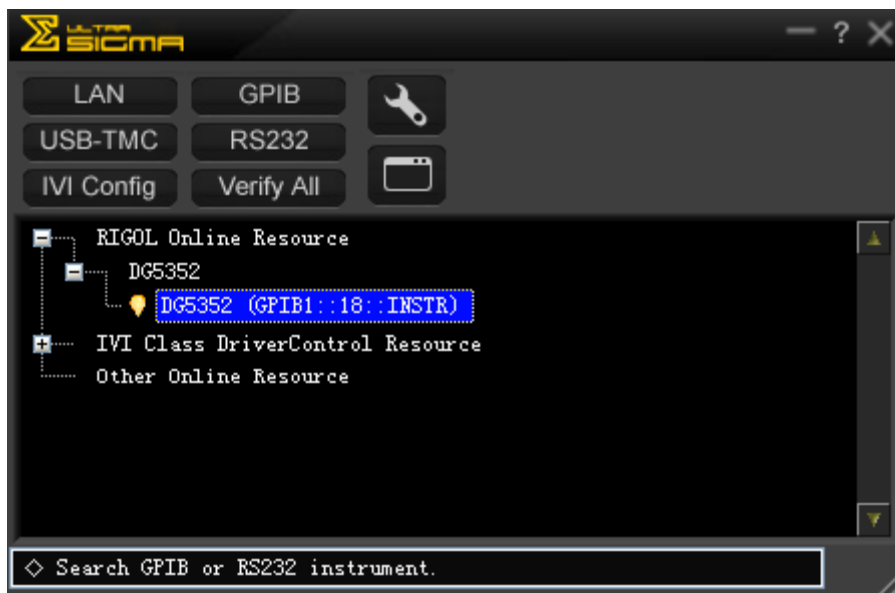 ULTRA
SIGMA
?
LAN
GPIB
USB-TMC
RS232
IVI Config
Verify All
RIGOL Online Resource
DG5352
DG5352 (GPIB1::18::INSTR)
IVI Class DriverControl Resource
Other Online Resource
Search GPIB or RS232 instrument.